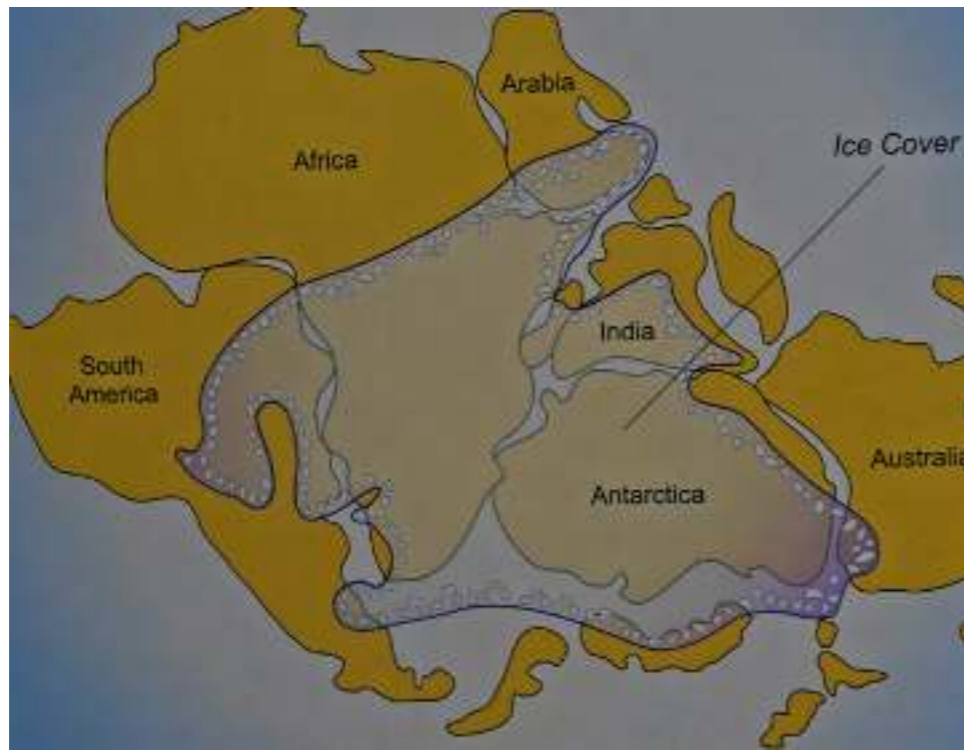 Arabia
Ice Cover
Africa
India
South
America
Australia
Antarctica